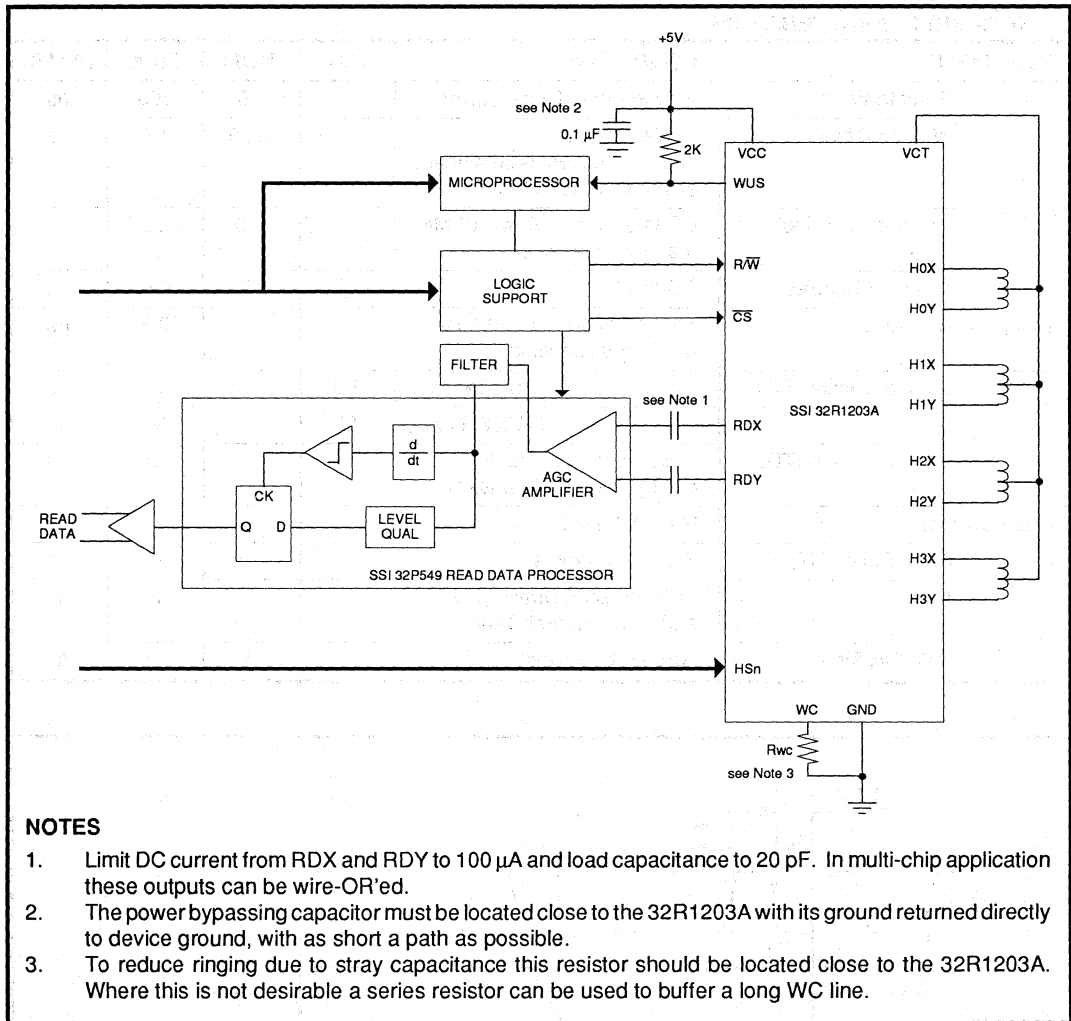 +5V
see Note 2
0.1 µF
2K
VCC
VCT
MICROPROCESSOR
WUS
LOGIC
SUPPORT
R/W̅
C̅S̅
H0X
H0Y
FILTER
see Note 1
H1X
H1Y
SSI 32R1203A
RDX
RDY
d
dt
AGC
AMPLIFIER
CK
Q
D
LEVEL
QUAL
READ
DATA
SSI 32P549 READ DATA PROCESSOR
H2X
H2Y
H3X
H3Y
HSn
WC
GND
Rwc
see Note 3
NOTES
1. Limit DC current from RDX and RDY to 100 µA and load capacitance to 20 pF. In multi-chip application
these outputs can be wire-OR'ed.
2. The power bypassing capacitor must be located close to the 32R1203A with its ground returned directly
to device ground, with as short a path as possible.
3. To reduce ringing due to stray capacitance this resistor should be located close to the 32R1203A.
Where this is not desirable a series resistor can be used to buffer a long WC line.